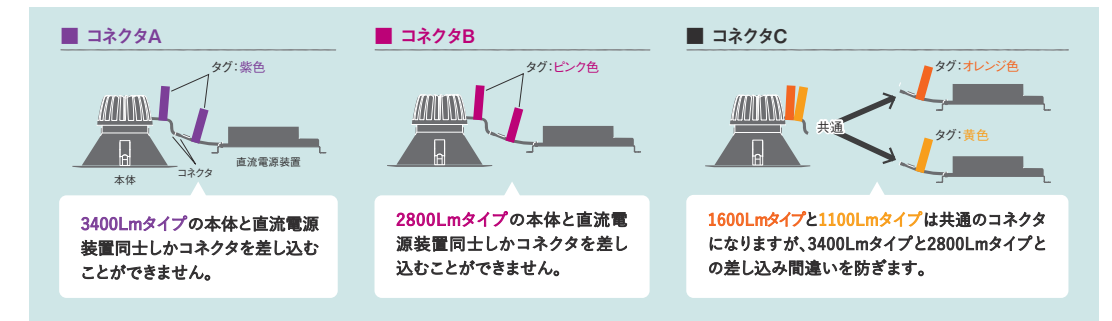 ■ コネクタA
タグ：紫色
本体
コネクタ
直流電源装置
3400Lmタイプの本体と直流電源
装置同士しかコネクタを差し込む
ことができません。
■ コネクタB
タグ：ピンク色
2800Lmタイプの本体と直流電
源装置同士しかコネクタを差し
込むことができません。
■ コネクタC
タグ：オレンジ色
共通
タグ：黄色
1600Lmタイプと1100Lmタイプは共通のコネクタ
になりますが、3400Lmタイプと2800Lmタイプと
の差し込み間違いを防ぎます。